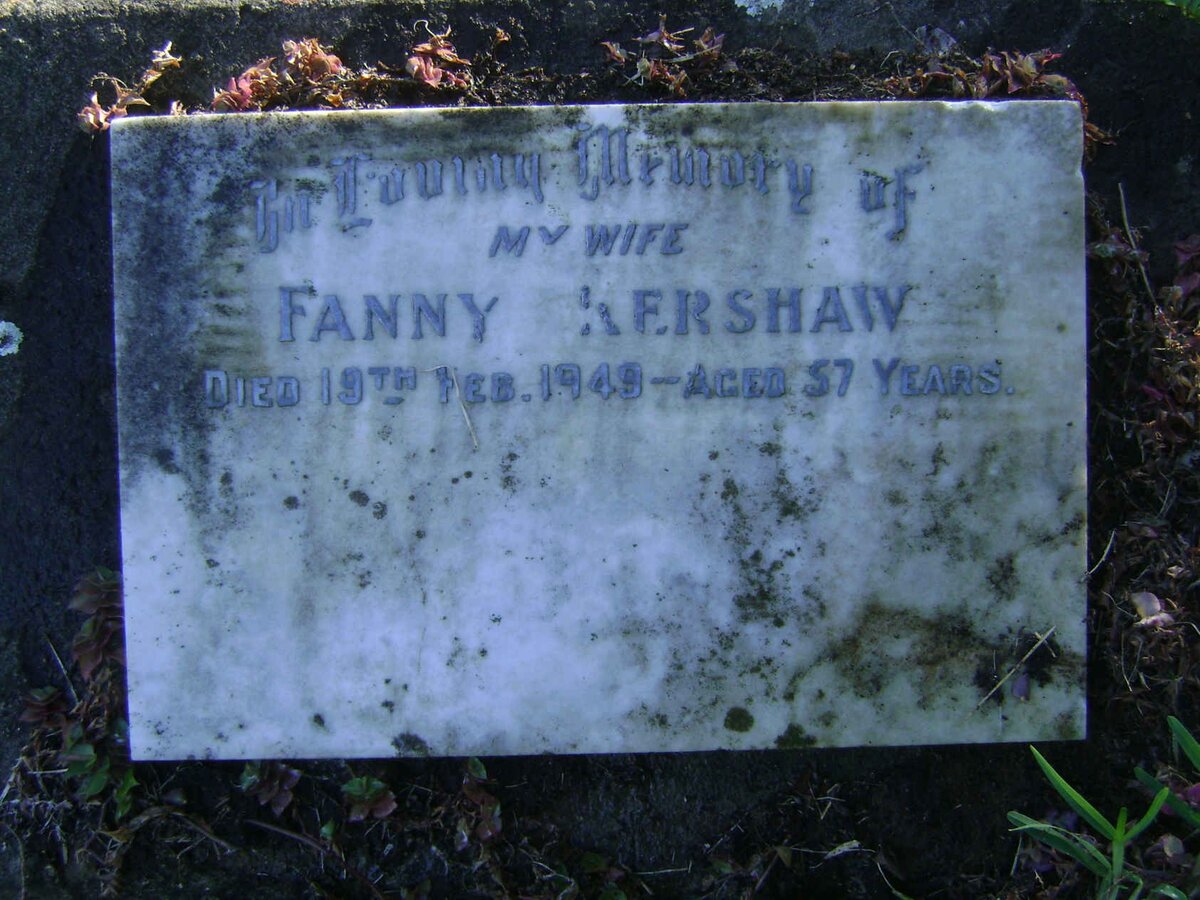 In Loving Memory of
MY WIFE
FANNY KERSHAW
DIED 19TH FEB. 1949 — AGED 57 YEARS.